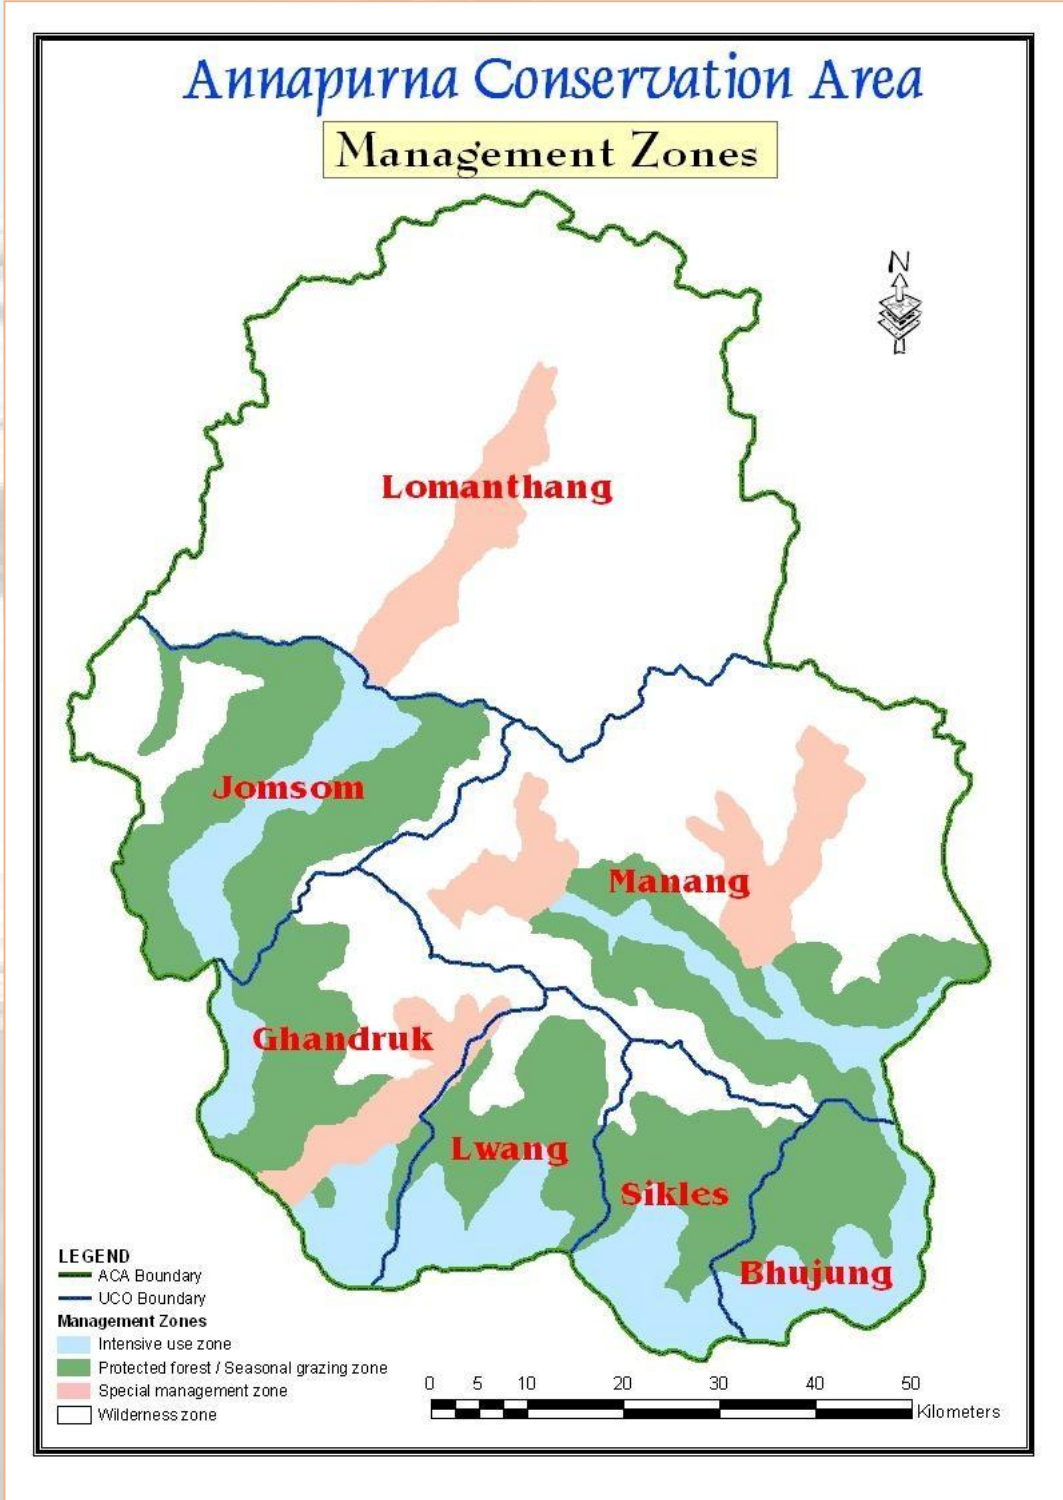 Annapurna Conservation Area
Management Zones
N
Lomanthang
Jomsom
Manang
Ghandruk
Lwang
Sikles
Bhujung
LEGEND
ACA Boundary
UCO Boundary
Management Zones
Intensive use zone
Protected forest / Seasonal grazing zone
Special management zone
Wilderness zone
0 5 10 20 30 40 50
Kilometers